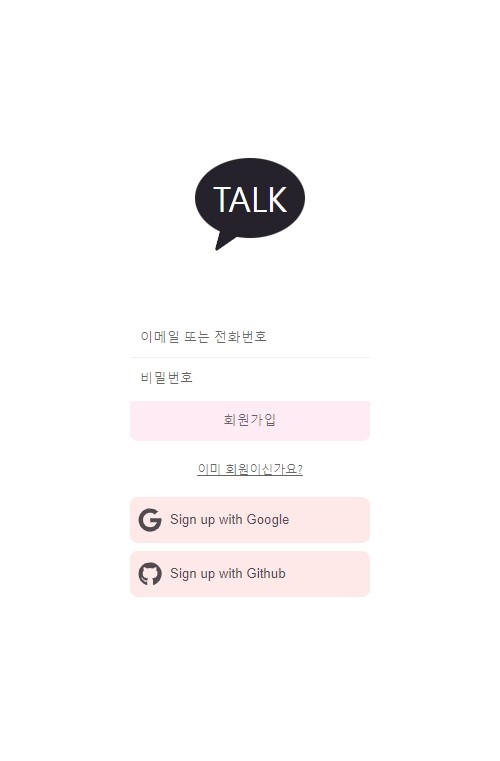 TALK
이메일 또는 전화번호
비밀번호
회원가입
이미 회원이신가요?
Sign up with Google
Sign up with Github